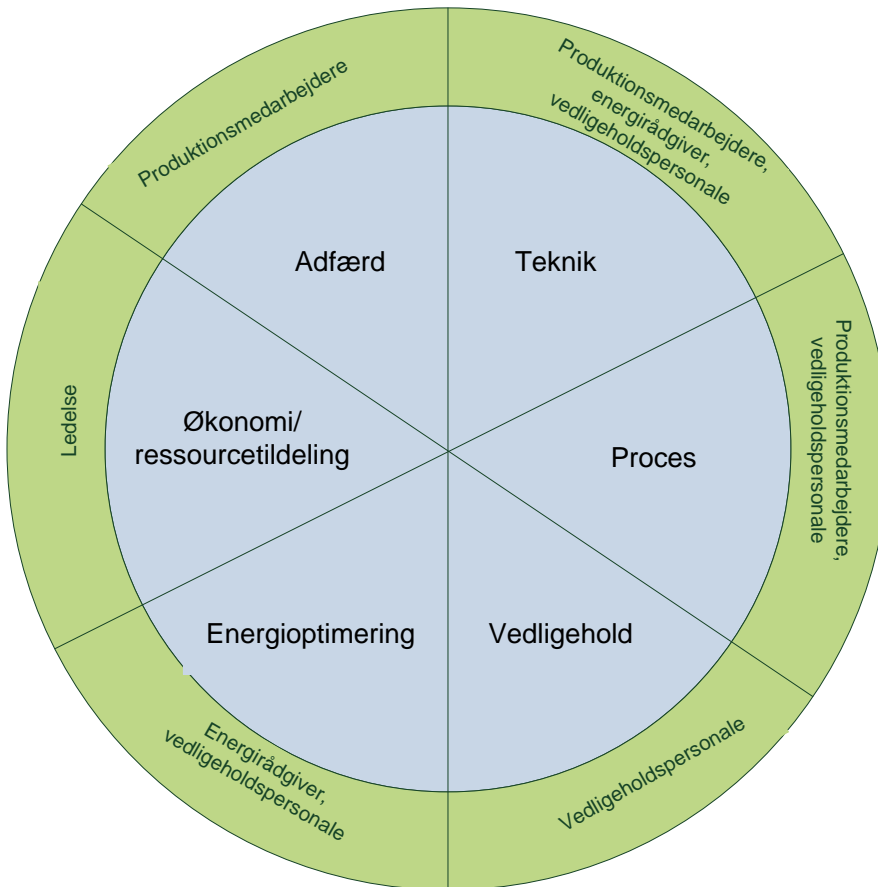 Produktionsmedarbejdere
Produktionsmedarbejdere,
energirådgiver,
vedligeholdspersonale
Adfærd
Teknik
Ledelse
Økonomi/
ressourcetildeling
Proces
Produktionsmedarbejdere,
vedligeholdspersonale
Energioptimering
Vedligehold
Energirådgiver,
vedligeholdspersonale
Vedligeholdspersonale